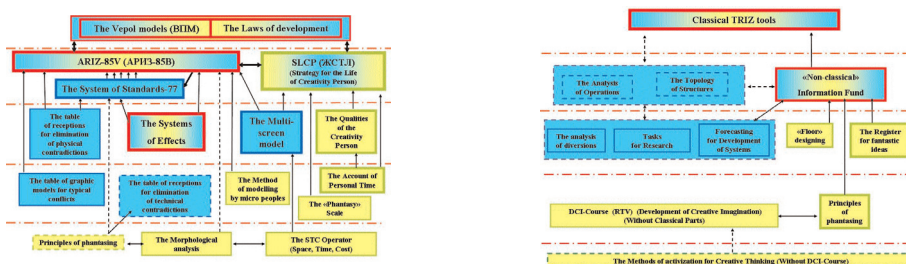 The Vepol models (ВПМ)
The Laws of development
ARIZ-85V (АРИЗ-85В)
SLCP (ЖСТЛ)
(Strategy for the Life
of Creativity Person)
The System of Standards-77
The table
of receptions
for elimination
of physical
contradictions
The Systems
of Effects
The Multi-
screen
model
The Qualities
of the
Creativity
Person
The table of graphic
models for typical
conflicts
The table of receptions
for elimination
of technical
contradictions
The Method
of modelling
by micro peoples
The Account of
Personal Time
The «Phantasy»
Scale
Principles of phantasing
The Morphological
analysis
The STC Operator
(Space, Time, Cost)
Classical TRIZ tools
The Analysis
of Operations
The Topology
of Structures
«Non-classical»
Information Fund
The analysis
of diversions
Tasks
for Research
Forecasting
for Development
of System
«Floor»
designing
The Register for
fantastic
ideas
DCI-Course (RTV) (Development of Creative Imagination)
(Without Classical Parts)
Principles
of
phantasing
The Methods of activization for Creative Thinking (Without DCI-Course)